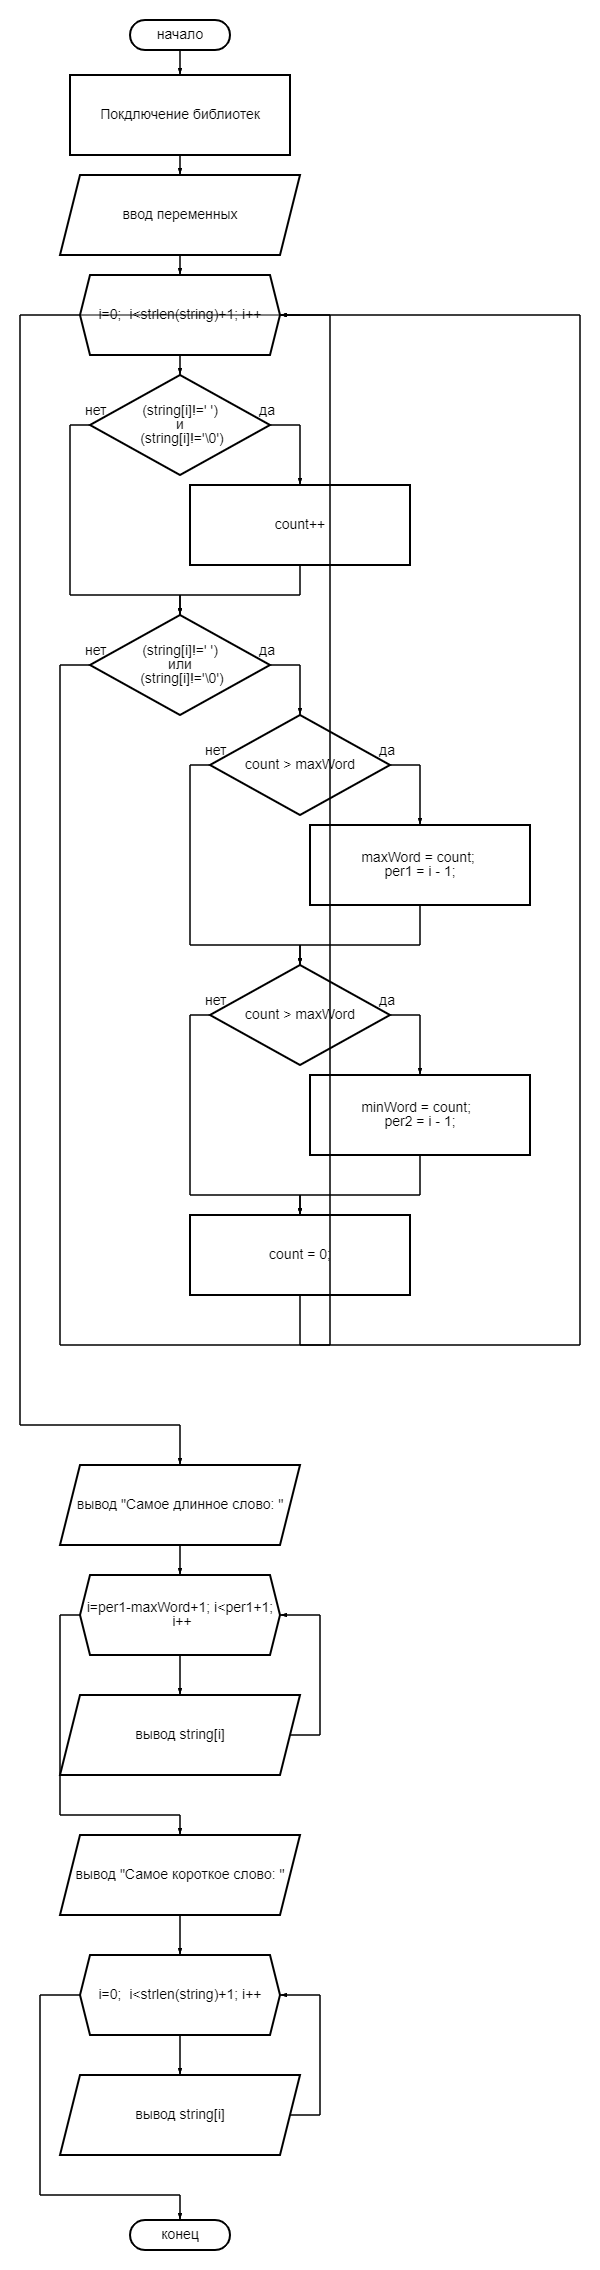 начало
Покдлючение библиотек
ввод переменных
i=0;  i<strlen(string)+1; i++
нет
(string[i]!=' ')
и
(string[i]!='\0')
да
count++
нет
(string[i]!=' ')
или
(string[i]!='\0')
да
нет
count > maxWord
да
maxWord = count;
per1 = i - 1;
нет
count > maxWord
да
minWord = count;
per2 = i - 1;
count = 0;
вывод "Самое длинное слово: "
i=per1-maxWord+1; i<per1+1;
i++
вывод string[i]
вывод "Самое короткое слово: "
i=0;  i<strlen(string)+1; i++
вывод string[i]
конец